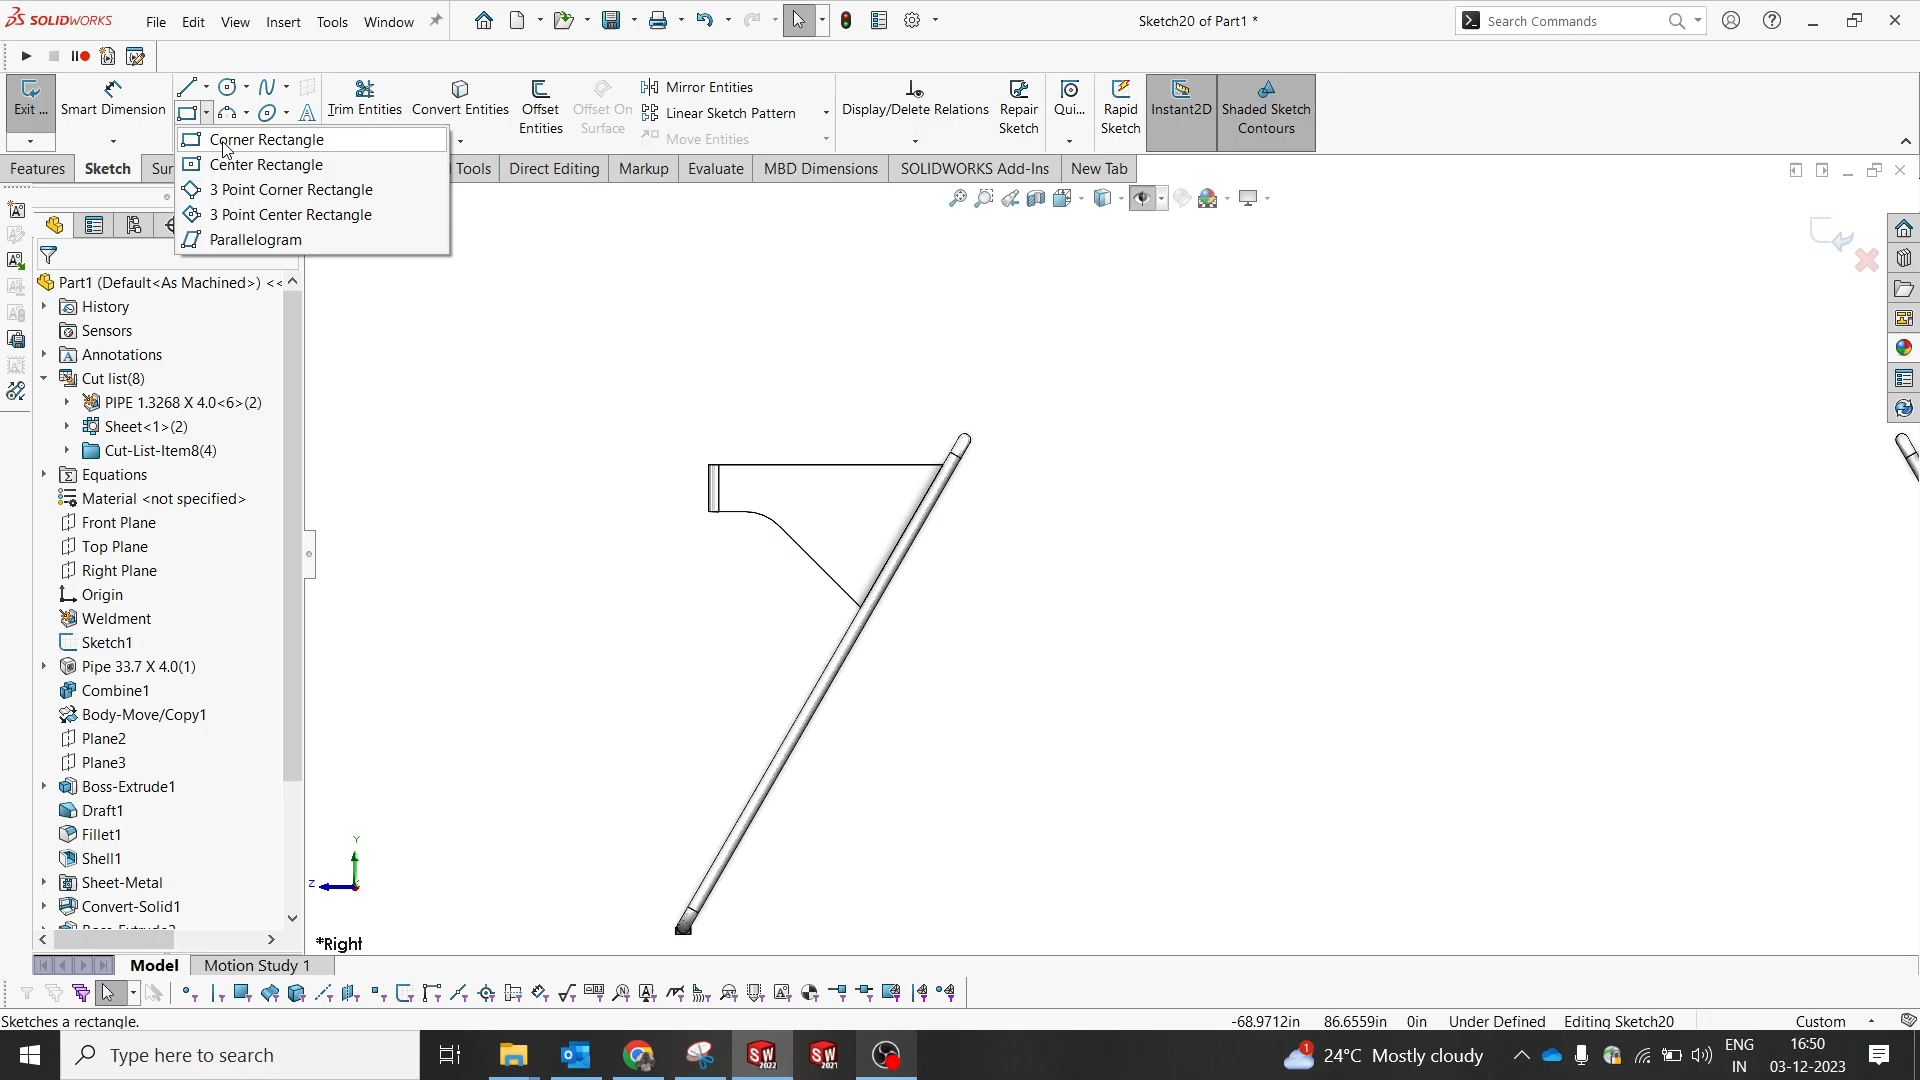 SOLIDWORKS File Edit View Insert Tools Window Sketch20 of Part1 * Search Commands
Exit ... Smart Dimension Trim Entities Convert Entities Offset Entities Offset On Surface Mirror Entities Linear Sketch Pattern Move Entities Display/Delete Relations Repair Sketch Qui... Rapid Sketch Instant2D Shaded Sketch Contours
Corner Rectangle
Center Rectangle
3 Point Corner Rectangle
3 Point Center Rectangle
Parallelogram
Features Sketch Sur Tools Direct Editing Markup Evaluate MBD Dimensions SOLIDWORKS Add-Ins New Tab
Part1 (Default<As Machined>) <<
History
Sensors
Annotations
Cut list(8)
PIPE 1.3268 X 4.0<6>(2)
Sheet<1>(2)
Cut-List-Item8(4)
Equations
Material <not specified>
Front Plane
Top Plane
Right Plane
Origin
Weldment
Sketch1
Pipe 33.7 X 4.0(1)
Combine1
Body-Move/Copy1
Plane2
Plane3
Boss-Extrude1
Draft1
Fillet1
Shell1
Sheet-Metal
Convert-Solid1
Y
Z
*Right
Model Motion Study 1
Sketches a rectangle. -68.9712in 86.6559in 0in Under Defined Editing Sketch20 Custom
Type here to search SW 2022 SW 2021 1 24°C Mostly cloudy ENG IN 16:50 03-12-2023